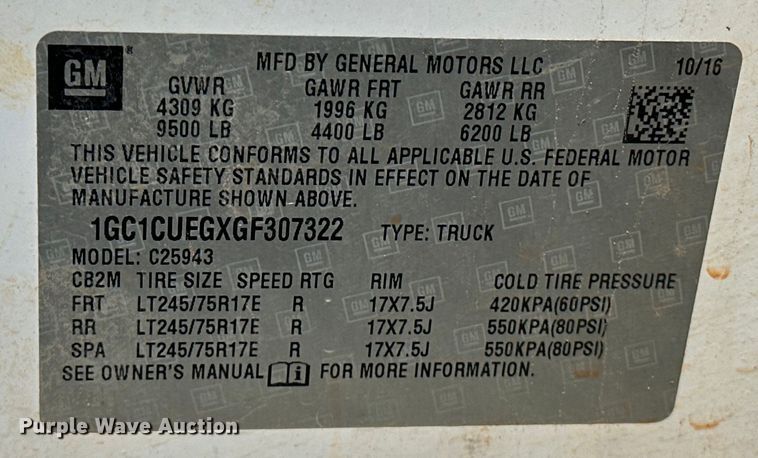 GM
®
MFD BY GENERAL MOTORS LLC 10/16
GVWR GAWR FRT GAWR RR
4309 KG 1996 KG 2812 KG
9500 LB 4400 LB 6200 LB
THIS VEHICLE CONFORMS TO ALL APPLICABLE U.S. FEDERAL MOTOR
VEHICLE SAFETY STANDARDS IN EFFECT ON THE DATE OF
MANUFACTURE SHOWN ABOVE.
1GC1CUEGXGF307322 TYPE: TRUCK
MODEL: C25943
CB2M TIRE SIZE SPEED RTG RIM COLD TIRE PRESSURE
FRT LT245/75R17E R 17X7.5J 420KPA(60PSI)
RR LT245/75R17E R 17X7.5J 550KPA(80PSI)
SPA LT245/75R17E R 17X7.5J 550KPA(80PSI)
SEE OWNER'S MANUAL FOR MORE INFORMATION.
Purple Wave Auction